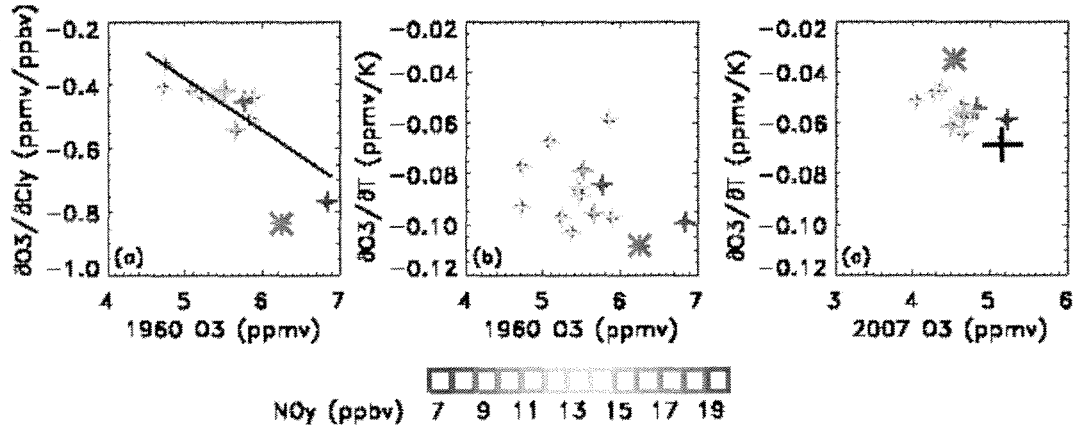 ∂O3/∂Cly (ppmv/ppbv)
-0.2
-0.4
-0.6
-0.8
-1.0
(a)
4 5 6 7
1960 O3 (ppmv)
∂O3/∂T (ppmv/K)
-0.02
-0.04
-0.06
-0.08
-0.10
-0.12
(b)
4 5 6 7
1960 O3 (ppmv)
∂O3/∂T (ppmv/K)
-0.02
-0.04
-0.06
-0.08
-0.10
-0.12
(c)
3 4 5 6
2007 O3 (ppmv)
NOy (ppbv) 7 9 11 13 15 17 19